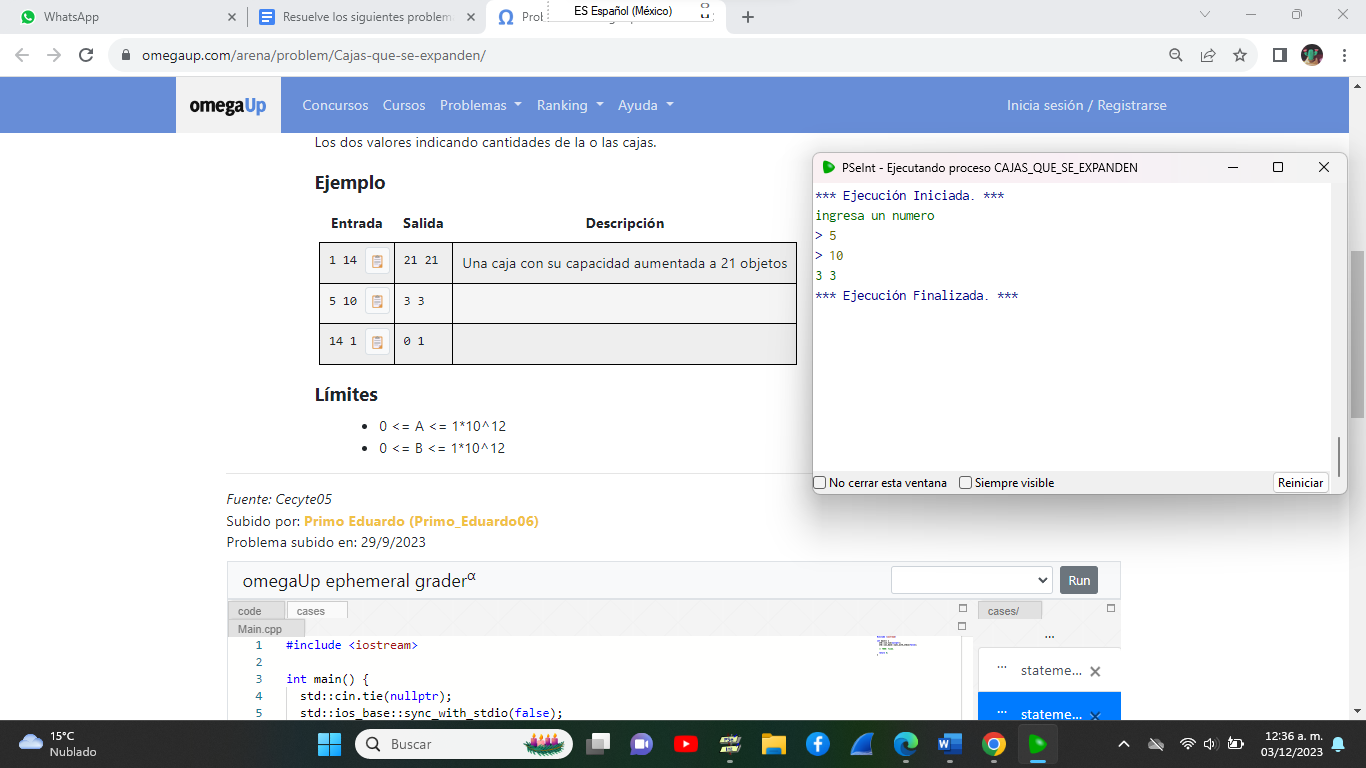 WhatsApp
Resuelve los siguientes problem
ES Español (México)
omegaup.com/arena/problem/Cajas-que-se-expanden/
omegaUp
Concursos Cursos Problemas Ranking Ayuda
Inicia sesión / Registrarse
Los dos valores indicando cantidades de la o las cajas.
Ejemplo
Entrada Salida Descripción
1 14 21 21 Una caja con su capacidad aumentada a 21 objetos
5 10 3 3
14 1 0 1
Límites
0 <= A <= 1*10^12
0 <= B <= 1*10^12
Fuente: Cecyte05
Subido por: Primo Eduardo (Primo_Eduardo06)
Problema subido en: 29/9/2023
omegaUp ephemeral graderα
Run
code cases
cases/
Main.cpp
...
1 #include <iostream>
2
3 int main() {
4 std::cin.tie(nullptr);
5 std::ios_base::sync_with_stdio(false);
... stateme...
... stateme...
PSeInt - Ejecutando proceso CAJAS_QUE_SE_EXPANDEN
*** Ejecución Iniciada. ***
ingresa un numero
> 5
> 10
3 3
*** Ejecución Finalizada. ***
No cerrar esta ventana Siempre visible Reiniciar
15°C
Nublado
Buscar
12:36 a. m.
03/12/2023